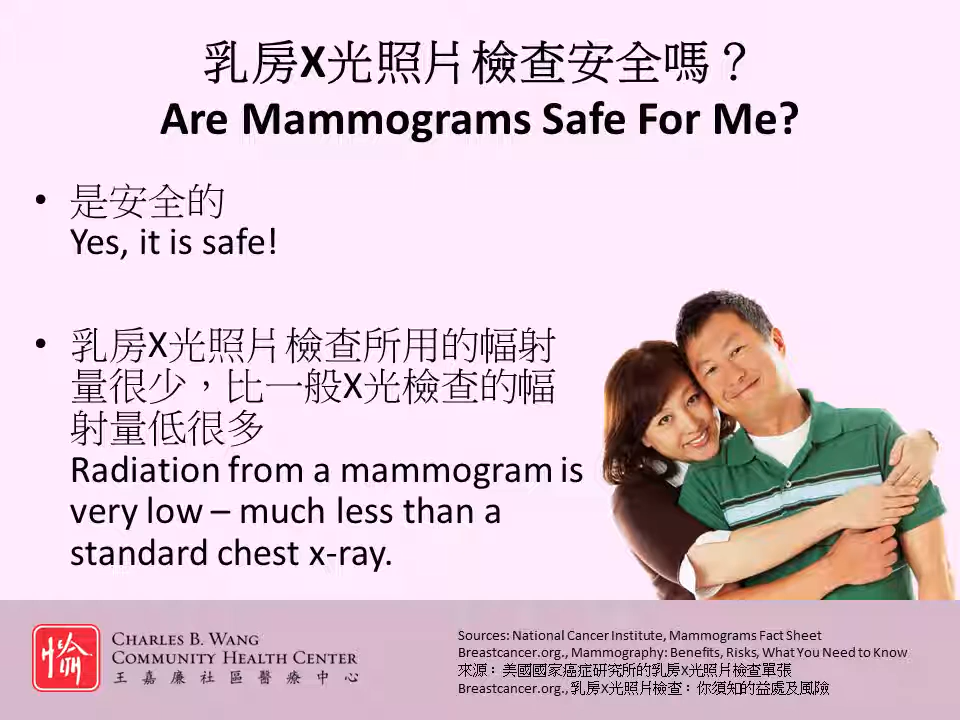 乳房X光照片檢查安全嗎？
Are Mammograms Safe For Me?
• 是安全的
Yes, it is safe!
• 乳房X光照片檢查所用的幅射
量很少，比一般X光檢查的幅
射量低很多
Radiation from a mammogram is
very low – much less than a
standard chest x-ray.
愉
CHARLES B. WANG
COMMUNITY HEALTH CENTER
王嘉廉社區醫療中心
Sources: National Cancer Institute, Mammograms Fact Sheet
Breastcancer.org., Mammography: Benefits, Risks, What You Need to Know
來源：美國國家癌症研究所的乳房X光照片檢查單張
Breastcancer.org., 乳房X光照片檢查：你須知的益處及風險